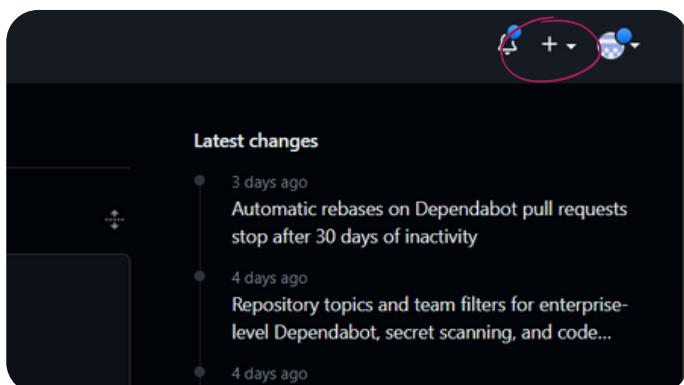 Latest changes
3 days ago
Automatic rebases on Dependabot pull requests
stop after 30 days of inactivity
4 days ago
Repository topics and team filters for enterprise-
level Dependabot, secret scanning, and code...
4 days ago